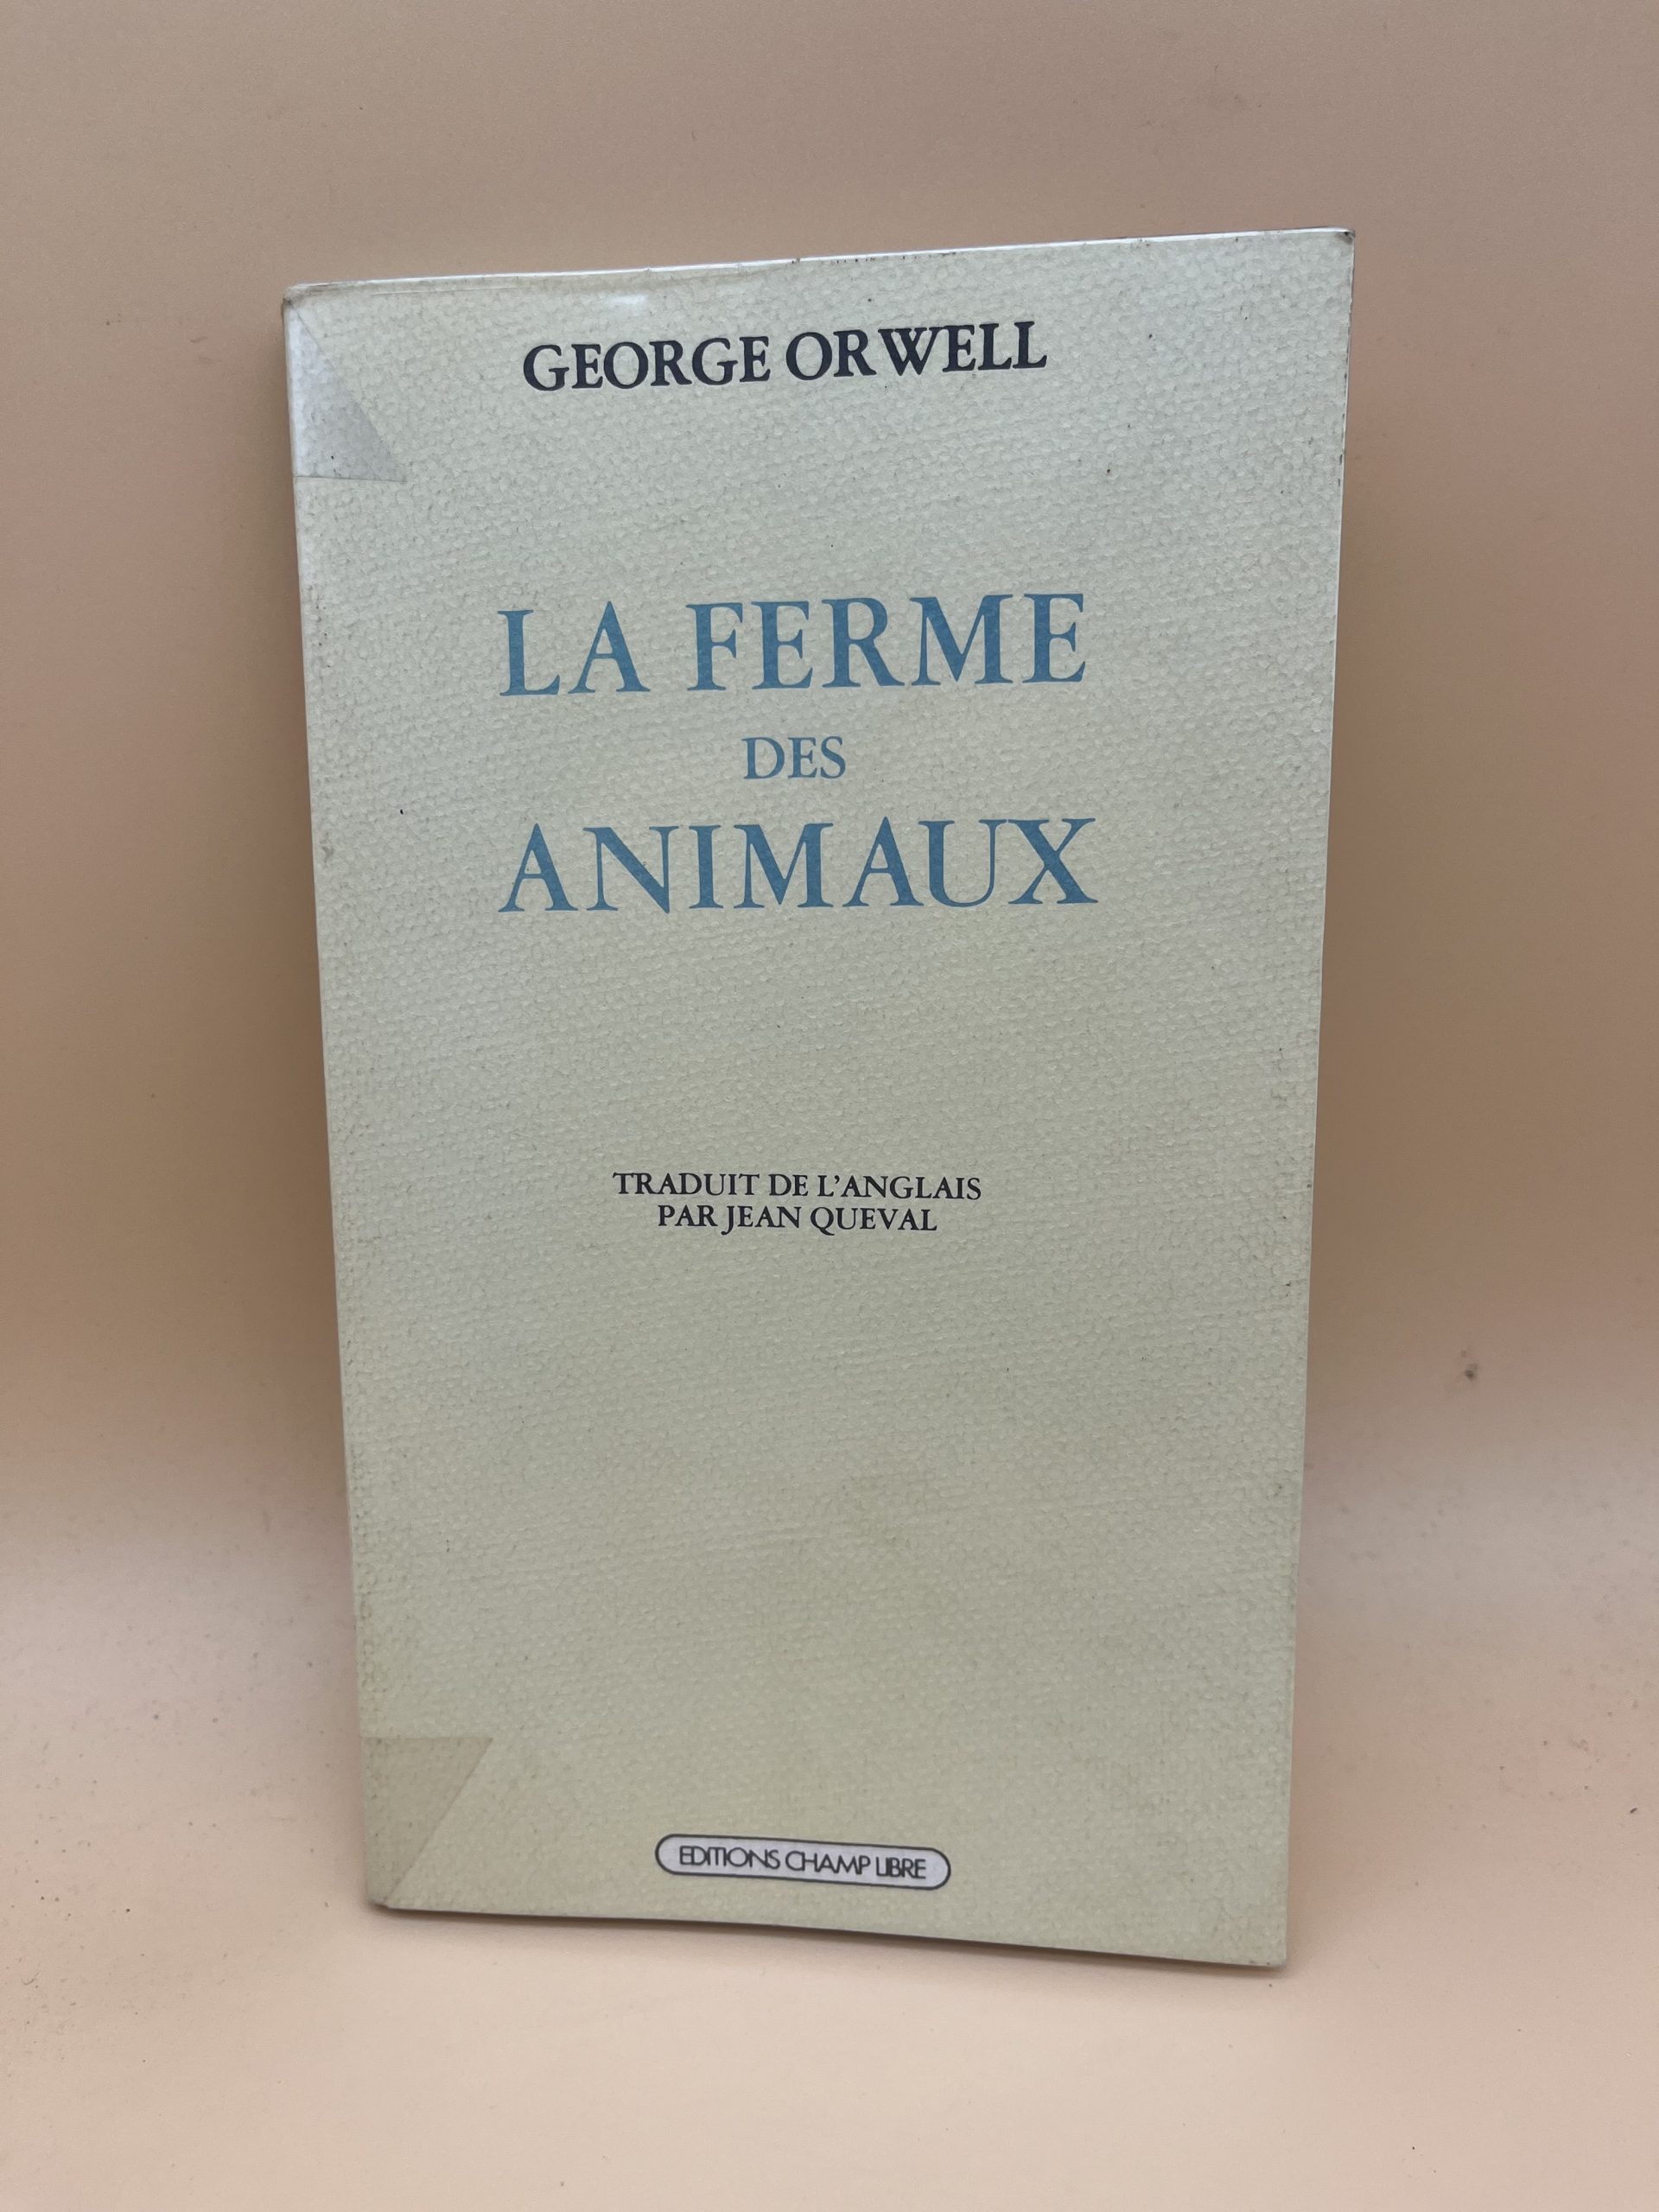 GEORGE ORWELL
LA FERME
DES
ANIMAUX
TRADUIT DE L'ANGLAIS
PAR JEAN QUEVAL
EDITIONS CHAMP LIBRE